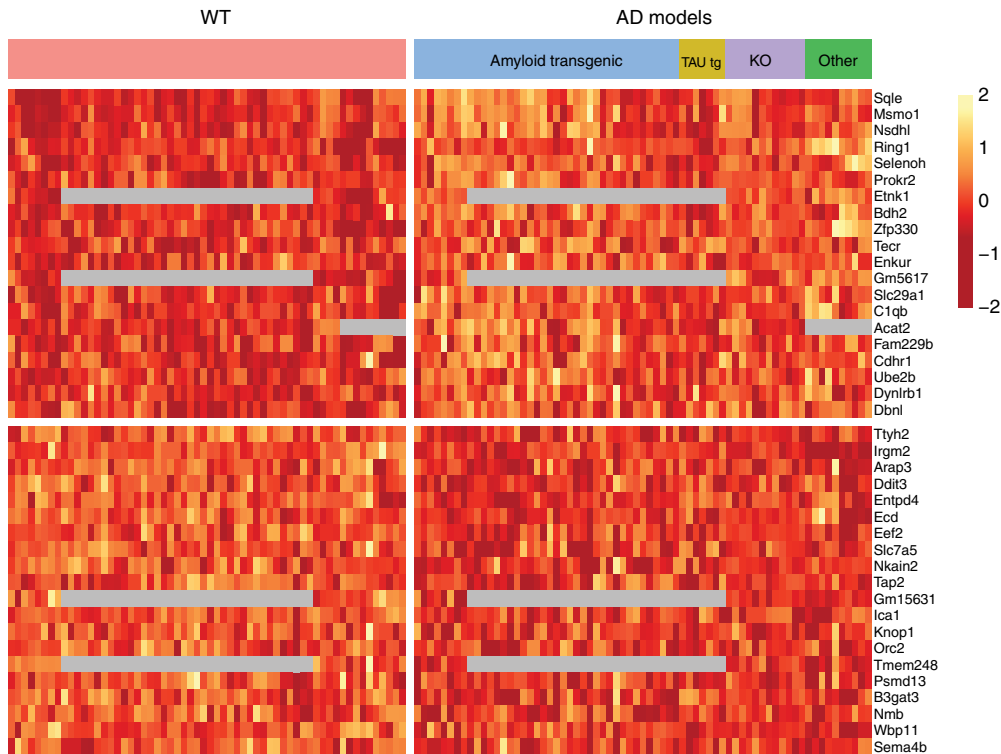 WT
AD models
Amyloid transgenic
TAU tg
KO
Other
Sqle
Msmo1
Nsdhl
Ring1
Selenoh
Prokr2
Etnk1
Bdh2
Zfp330
Tecr
Enkur
Gm5617
Slc29a1
C1qb
Acat2
Fam229b
Cdhr1
Ube2b
Dynlrb1
Dbnl
2
1
0
−1
−2
Ttyh2
Irgm2
Arap3
Ddit3
Entpd4
Ecd
Eef2
Slc7a5
Nkain2
Tap2
Gm15631
Ica1
Knop1
Orc2
Tmem248
Psmd13
B3gat3
Nmb
Wbp11
Sema4b